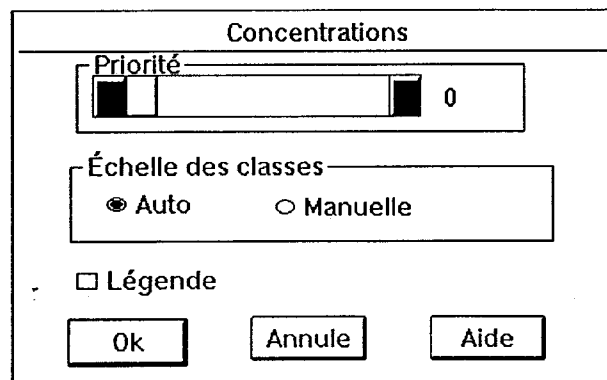 Concentrations
Priorité
0
Échelle des classes
Auto Manuelle
Légende
Ok Annule Aide